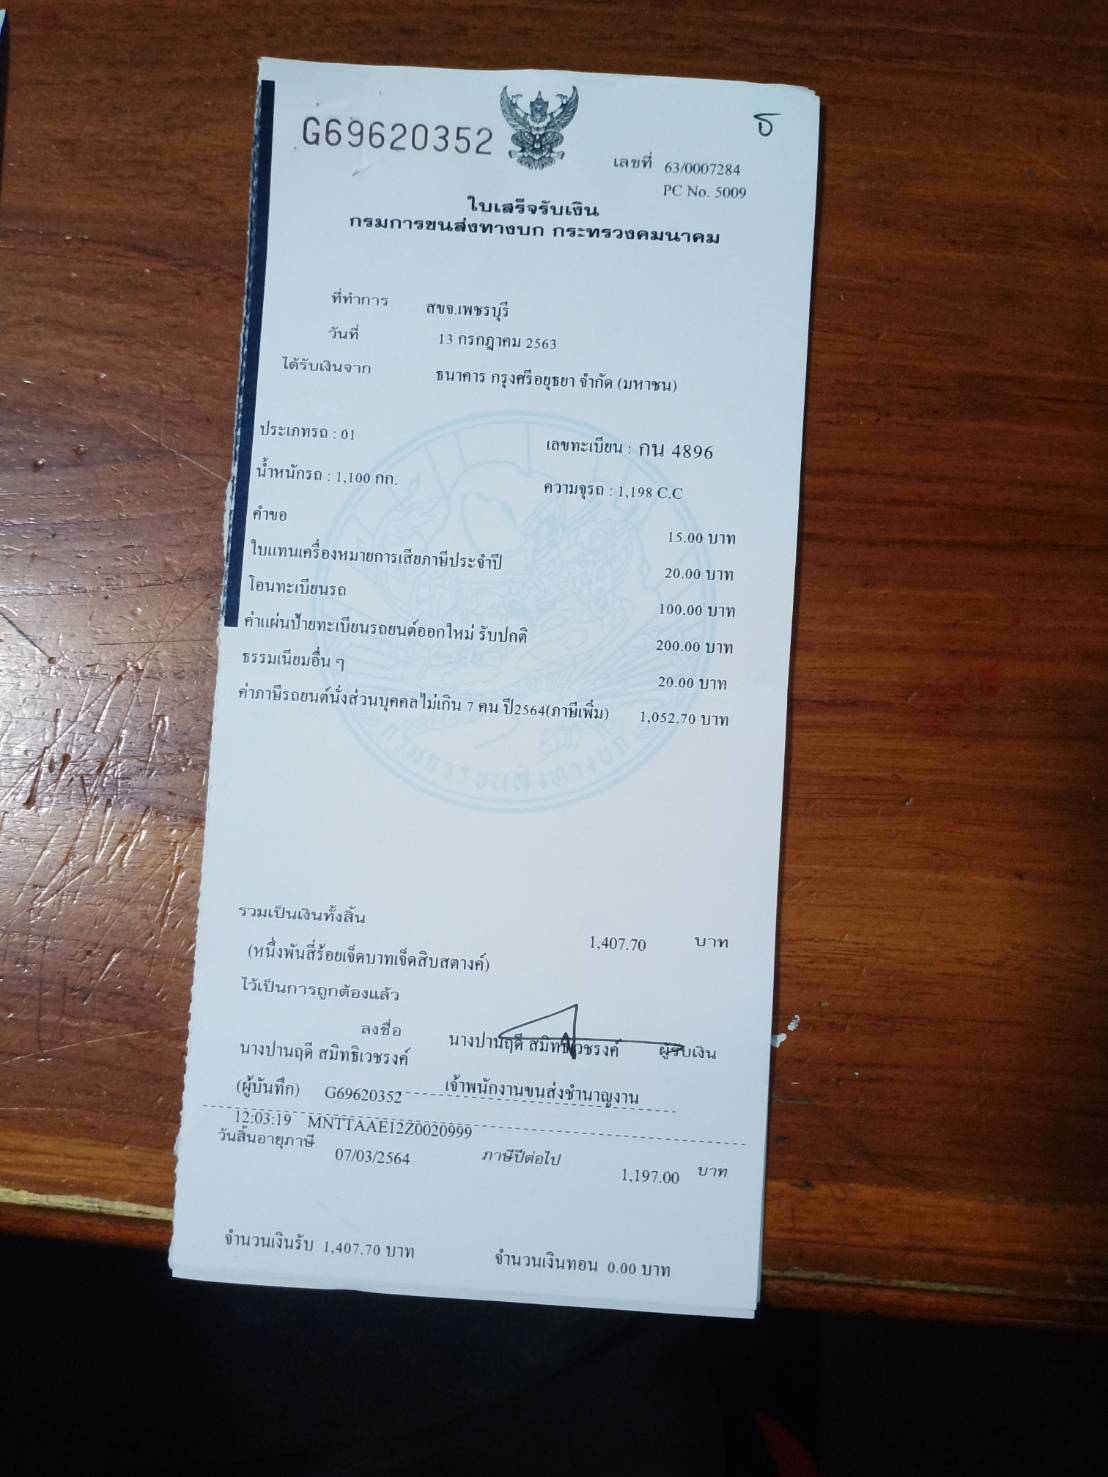 G69620352
ธ
เลขที่ 63/0007284
PC No. 5009
ใบเสร็จรับเงิน
กรมการขนส่งทางบก กระทรวงคมนาคม
ที่ทำการ สขจ.เพชรบุรี
วันที่ 13 กรกฎาคม 2563
ได้รับเงินจาก ธนาคาร กรุงศรีอยุธยา จำกัด (มหาชน)
ประเภทรถ : 01 เลขทะเบียน : กน 4896
น้ำหนักรถ : 1,100 กก. ความจุรถ : 1,198 C.C
คำขอ 15.00 บาท
ใบแทนเครื่องหมายการเสียภาษีประจำปี 20.00 บาท
โอนทะเบียนรถ 100.00 บาท
ค่าแผ่นป้ายทะเบียนรถยนต์ออกใหม่ รับปกติ 200.00 บาท
ธรรมเนียมอื่น ๆ 20.00 บาท
ค่าภาษีรถยนต์นั่งส่วนบุคคลไม่เกิน 7 คน ปี2564(ภาษีเพิ่ม) 1,052.70 บาท
กรมการขนส่งทางบก
รวมเป็นเงินทั้งสิ้น 1,407.70 บาท
(หนึ่งพันสี่ร้อยเจ็ดบาทเจ็ดสิบสตางค์)
ไว้เป็นการถูกต้องแล้ว
ลงชื่อ นางปานฤดี สมิทธิเวชรงค์ ผู้รับเงิน
นางปานฤดี สมิทธิเวชรงค์
(ผู้บันทึก) G69620352 เจ้าพนักงานขนส่งชำนาญงาน
12:03:19 MNTTAAE12Z0020999
วันสิ้นอายุภาษี 07/03/2564 ภาษีปีต่อไป 1,197.00 บาท
จำนวนเงินรับ 1,407.70 บาท จำนวนเงินทอน 0.00 บาท